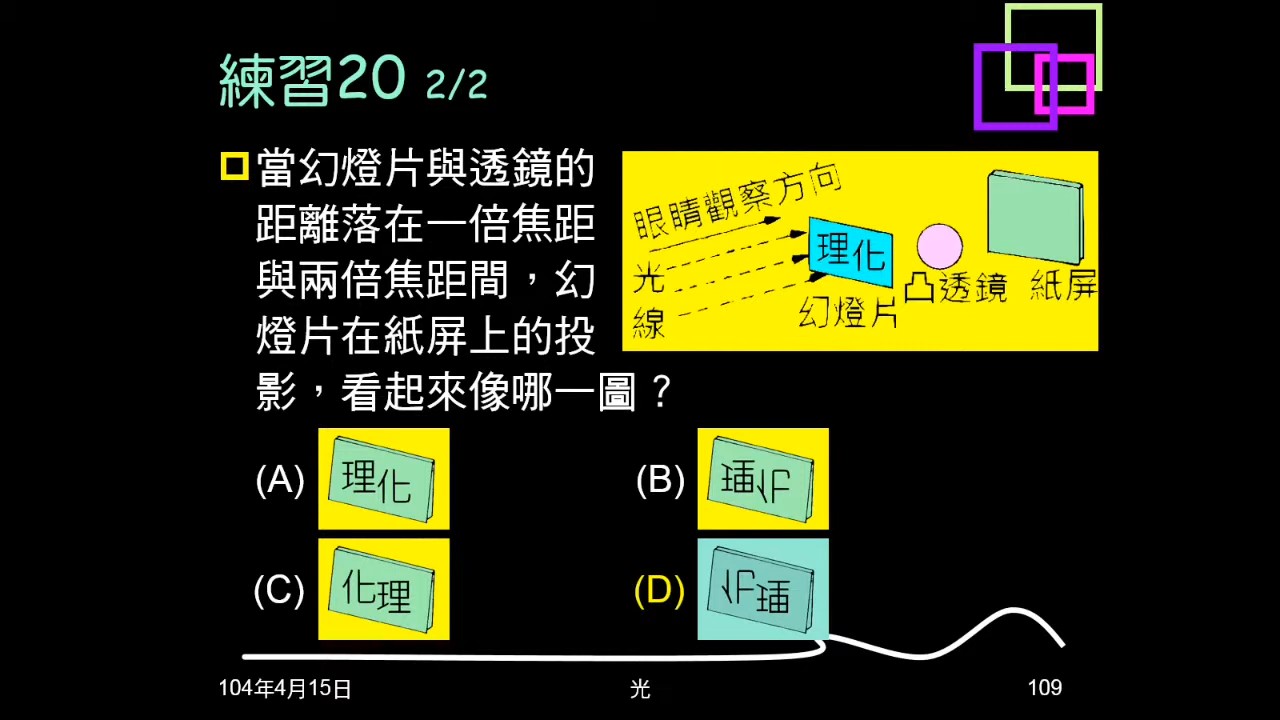 練習20 2/2
當幻燈片與透鏡的
距離落在一倍焦距
與兩倍焦距間，幻
燈片在紙屏上的投
影，看起來像哪一圖？
眼睛觀察方向
光
線
理化
幻燈片
凸透鏡
紙屏
(A) 理化
(B) 理化
(C) 化理
(D) 化理
104年4月15日
光
109